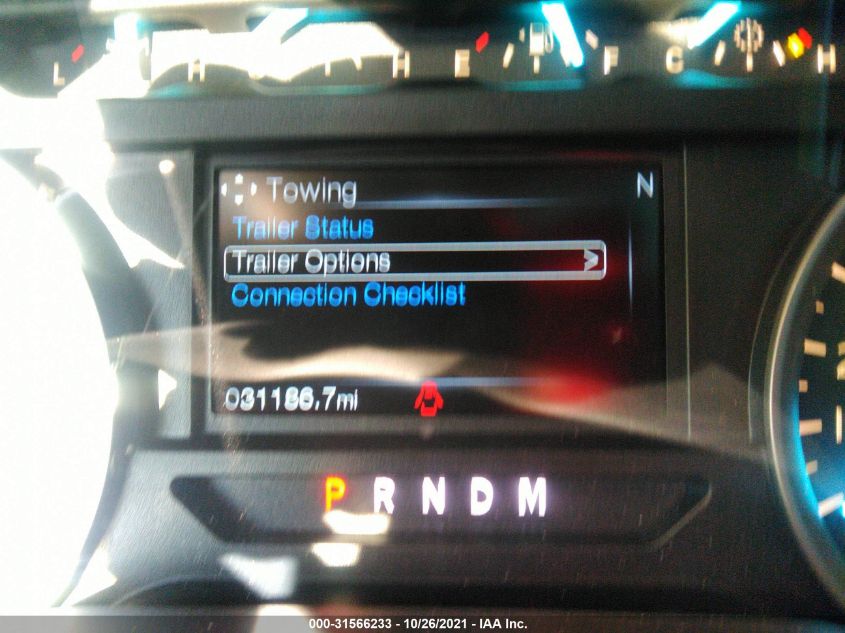 L H L H E F C H
Towing N
Trailer Status
Trailer Options >
Connection Checklist
031186.7mi
P R N D M
000-31566233 - 10/26/2021 - IAA Inc.